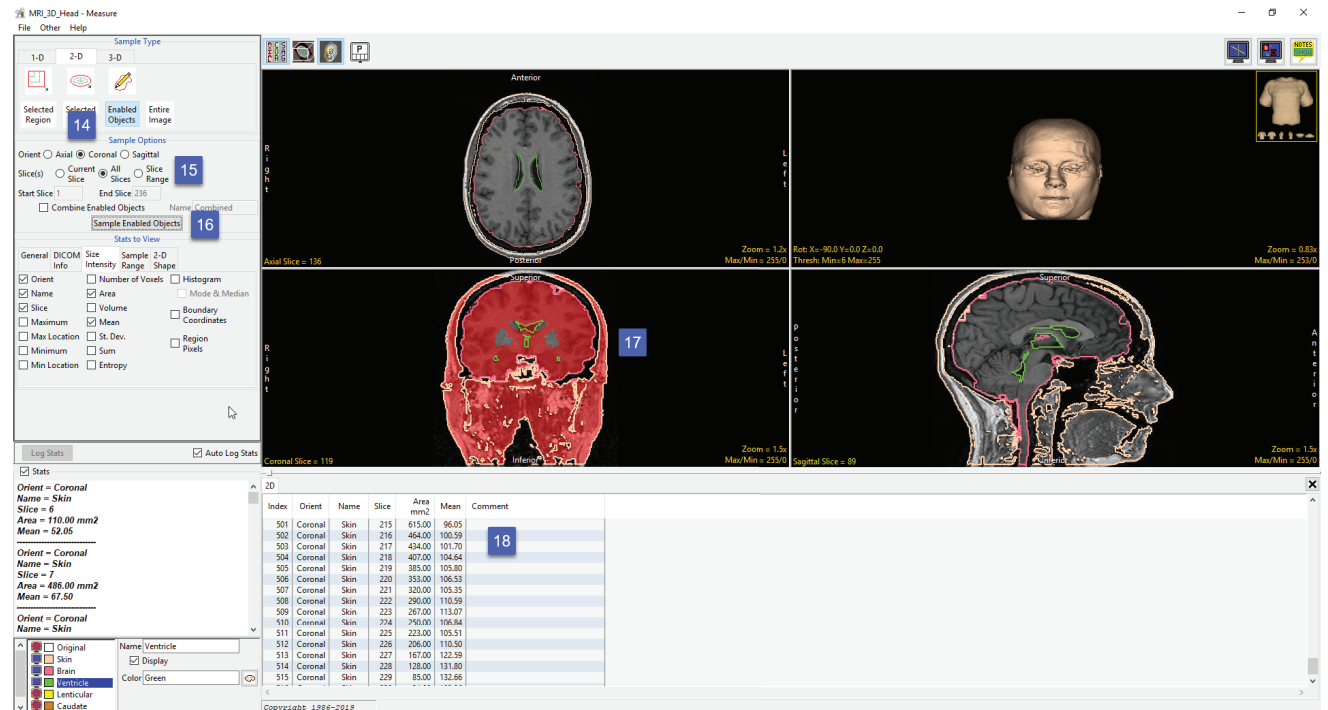 MRI_3D_Head - Measure
File Other Help
Sample Type
1-D 2-D 3-D
Selected Region
Selected
Enabled Objects
Entire Image
14
Sample Options
Orient Axial Coronal Sagittal
Slice(s) Current Slice All Slices Slice Range
15
Start Slice 1 End Slice 236
Combine Enabled Objects Name Combined
Sample Enabled Objects
16
Stats to View
General DICOM Info Size Intensity Sample Range 2-D Shape
Orient Number of Voxels Histogram
Name Area Mode & Median
Slice Volume Boundary Coordinates
Maximum Mean
Max Location St. Dev. Region Pixels
Minimum Sum
Min Location Entropy
Log Stats Auto Log Stats
Stats
Orient = Coronal
Name = Skin
Slice = 6
Area = 110.00 mm2
Mean = 52.05
-----------------------------
Orient = Coronal
Name = Skin
Slice = 7
Area = 486.00 mm2
Mean = 67.50
-----------------------------
Orient = Coronal
Name = Skin
Original
Skin
Brain
Ventricle
Lenticular
Caudate
Name Ventricle
Display
Color Green
P
NOTES
SHOW
Anterior
Right
Left
Posterior
Axial Slice = 136
Zoom = 1.2x
Max/Min = 255/0
Rot: X=-90.0 Y=0.0 Z=0.0
Thresh: Min=6 Max=255
Zoom = 0.83x
Max/Min = 253/0
Superior
Right
Left
17
Inferior
Coronal Slice = 119
Zoom = 1.5x
Max/Min = 255/0
Superior
Posterior
Anterior
Inferior
Sagittal Slice = 89
Zoom = 1.5x
Max/Min = 255/0
2D
Index Orient Name Slice Area mm2 Mean Comment
501 Coronal Skin 215 615.00 96.05
502 Coronal Skin 216 464.00 100.59
503 Coronal Skin 217 434.00 101.70
504 Coronal Skin 218 407.00 104.64
505 Coronal Skin 219 385.00 105.80
506 Coronal Skin 220 353.00 106.53
507 Coronal Skin 221 320.00 105.35
508 Coronal Skin 222 290.00 110.59
509 Coronal Skin 223 267.00 113.07
510 Coronal Skin 224 250.00 106.84
511 Coronal Skin 225 223.00 105.51
512 Coronal Skin 226 206.00 110.50
513 Coronal Skin 227 167.00 122.59
514 Coronal Skin 228 128.00 131.80
515 Coronal Skin 229 85.00 132.66
18
Copyright 1986-2019